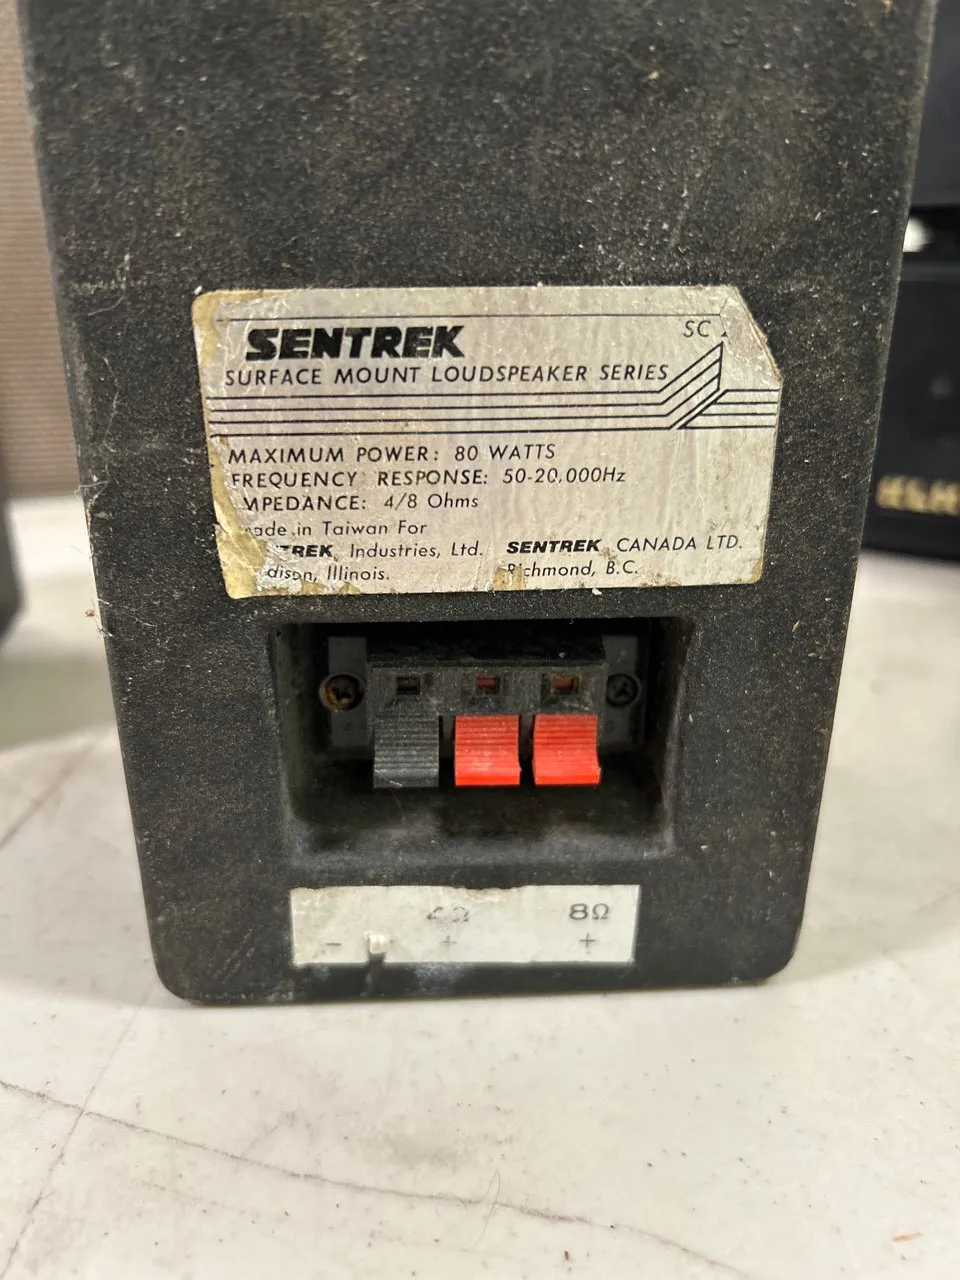 SENTREK SC
SURFACE MOUNT LOUDSPEAKER SERIES
MAXIMUM POWER: 80 WATTS
FREQUENCY RESPONSE: 50-20,000Hz
MPEDANCE: 4/8 Ohms
ade in Taiwan For
TREK Industries, Ltd. SENTREK CANADA LTD.
dison, Illinois. Richmond, B.C.
4Ω 8Ω
- + +